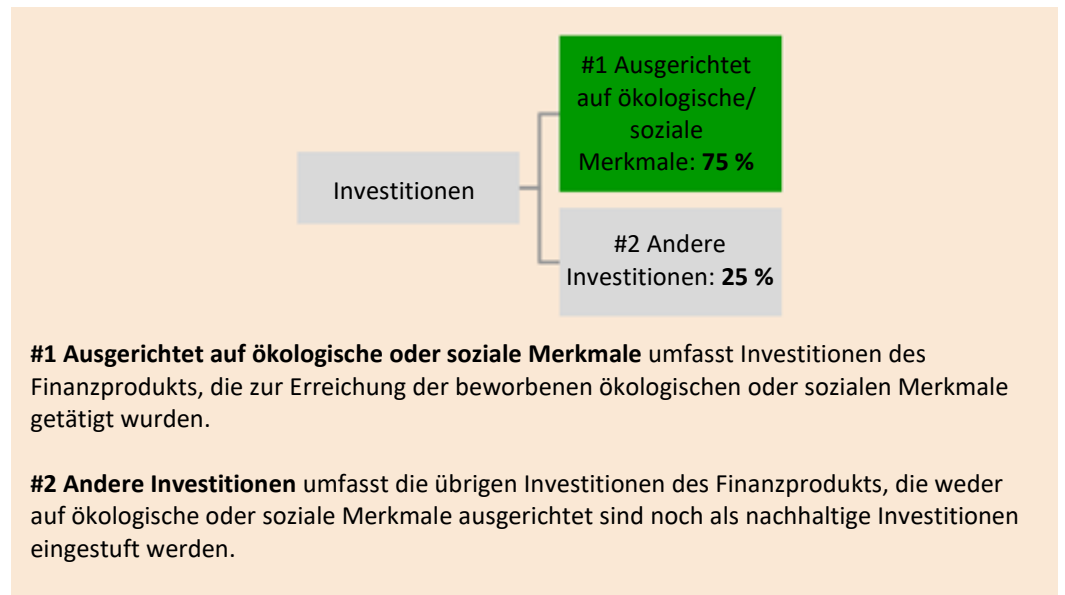 #1 Ausgerichtet
auf ökologische/
soziale
Merkmale: 75 %
Investitionen
#2 Andere
Investitionen: 25 %
#1 Ausgerichtet auf ökologische oder soziale Merkmale umfasst Investitionen des
Finanzprodukts, die zur Erreichung der beworbenen ökologischen oder sozialen Merkmale
getätigt wurden.
#2 Andere Investitionen umfasst die übrigen Investitionen des Finanzprodukts, die weder
auf ökologische oder soziale Merkmale ausgerichtet sind noch als nachhaltige Investitionen
eingestuft werden.